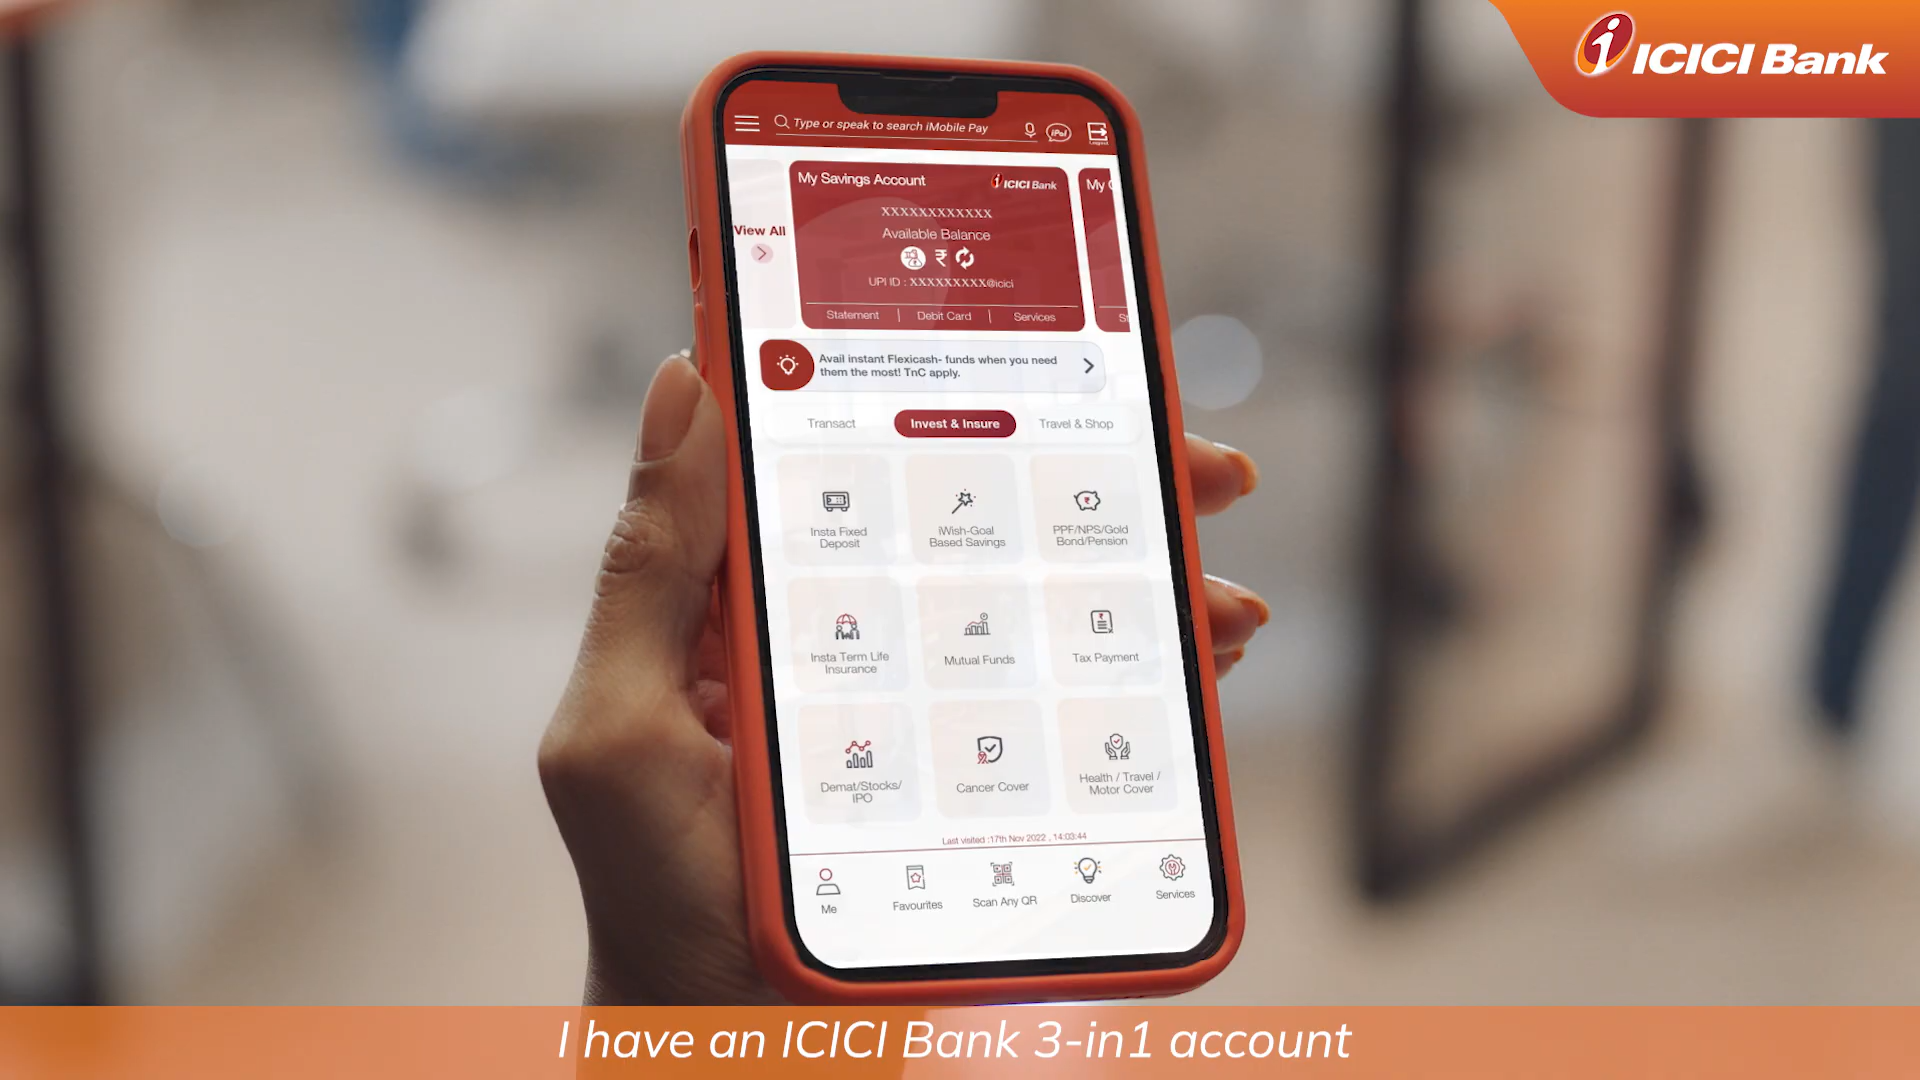 ICICI Bank
Type or speak to search iMobile Pay
iPal
Logout
My Savings Account
ICICI Bank
My
View All
XXXXXXXXXXXX
Available Balance
₹
UPI ID : XXXXXXXXX@icici
Statement | Debit Card | Services
St
Avail instant Flexicash- funds when you need
them the most! TnC apply.
Transact
Invest & Insure
Travel & Shop
Insta Fixed
Deposit
iWish-Goal
Based Savings
PPF/NPS/Gold
Bond/Pension
Insta Term Life
Insurance
Mutual Funds
Tax Payment
Demat/Stocks/
IPO
Cancer Cover
Health / Travel /
Motor Cover
Last visited :17th Nov 2022 , 14:03:44
Me
Favourites
Scan Any QR
Discover
Services
I have an ICICI Bank 3-in1 account